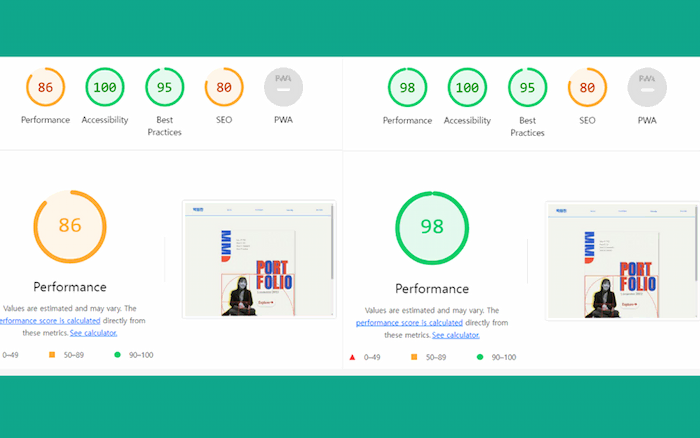 86
100
95
80
PWA
Performance
Accessibility
Best
Practices
SEO
PWA
86
Performance
Values are estimated and may vary. The
erformance score is calculated directly from
these metrics. See calculator.
0–49
50–89
90–100
PORT
FOLIO
98
100
95
80
PWA
Performance
Accessibility
Best
Practices
SEO
PWA
98
Performance
Values are estimated and may vary. The
performance score is calculated directly from
these metrics. See calculator.
0–49
50–89
90–100
PORT
FOLIO